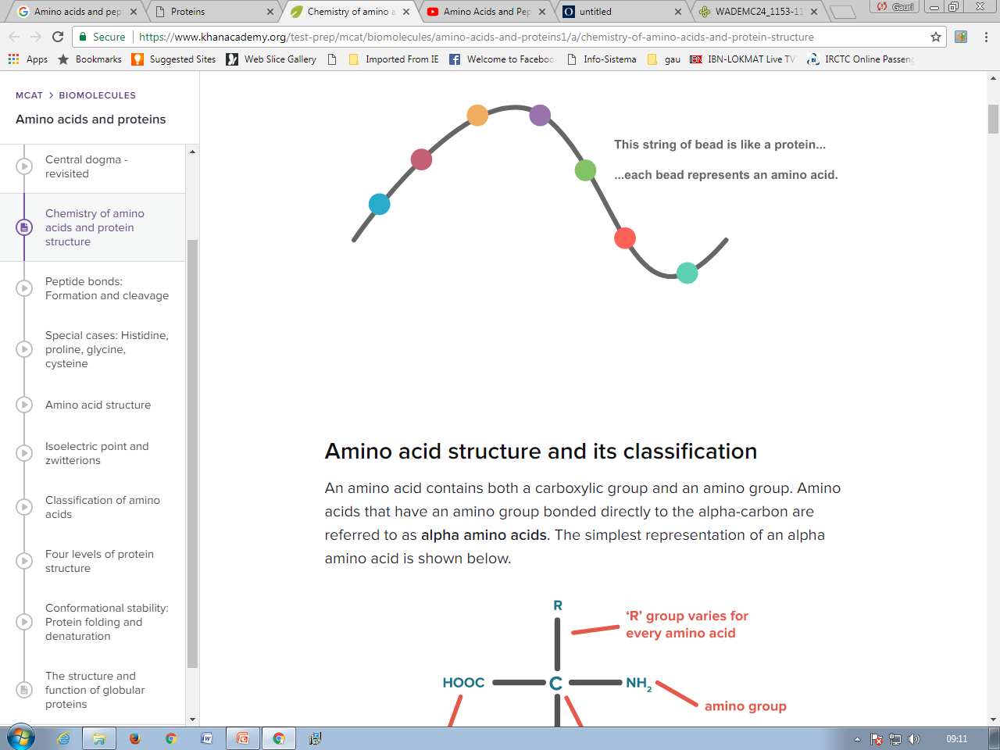 Amino acids and pep
Proteins
Chemistry of amino a
Amino Acids and Pep
untitled
WADEMC24_1153-11
Gauri
Secure
https://www.khanacademy.org/test-prep/mcat/biomolecules/amino-acids-and-proteins1/a/chemistry-of-amino-acids-and-protein-structure
Apps
Bookmarks
Suggested Sites
Web Slice Gallery
Imported From IE
Welcome to Faceboo
Info-Sistema
gau
IBN-LOKMAT Live TV
IRCTC Online Passen
MCAT > BIOMOLECULES
Amino acids and proteins
Central dogma -
revisited
Chemistry of amino
acids and protein
structure
Peptide bonds:
Formation and cleavage
Special cases: Histidine,
proline, glycine,
cysteine
Amino acid structure
Isoelectric point and
zwitterions
Classification of amino
acids
Four levels of protein
structure
Conformational stability:
Protein folding and
denaturation
The structure and
function of globular
proteins
This string of bead is like a protein...
...each bead represents an amino acid.
Amino acid structure and its classification
An amino acid contains both a carboxylic group and an amino group. Amino
acids that have an amino group bonded directly to the alpha-carbon are
referred to as alpha amino acids. The simplest representation of an alpha
amino acid is shown below.
R
‘R’ group varies for
every amino acid
HOOC
C
NH2
amino group
09:11